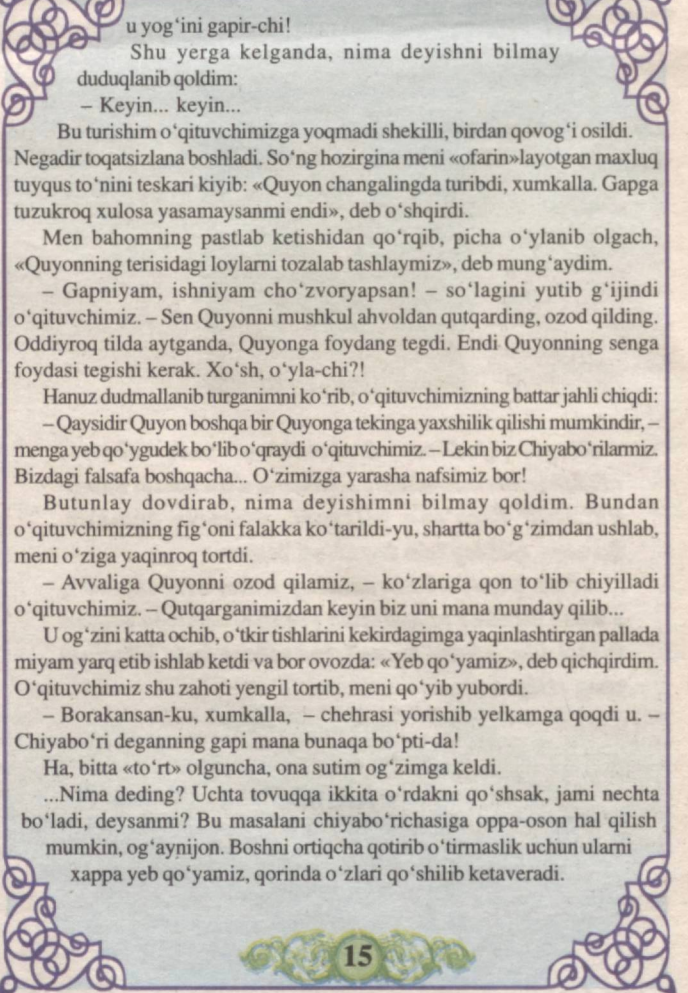 u yog‘ini gapir-chi!
Shu yerga kelganda, nima deyishni bilmay
duduqlanib qoldim:
– Keyin... keyin...
Bu turishim o‘qituvchimizga yoqmadi shekilli, birdan qovog‘i osildi.
Negadir toqatsizlana boshladi. So‘ng hozirgina meni «ofarin»layotgan maxluq
tuyqus to‘nini teskari kiyib: «Quyon changalingda turibdi, xumkalla. Gapga
tuzukroq xulosa yasamaysanmi endi», deb o‘shqirdi.
Men bahomning pastlab ketishidan qo‘rqib, picha o‘ylanib olgach,
«Quyonning terisidagi loylarni tozalab tashlaymiz», deb mung‘aydim.
– Gapniyam, ishniyam cho‘zvoryapsan! – so‘lagini yutib g‘ijindi
o‘qituvchimiz. – Sen Quyonni mushkul ahvoldan qutqarding, ozod qilding.
Oddiyroq tilda aytganda, Quyonga foydang tegdi. Endi Quyonning senga
foydasi tegishi kerak. Xo‘sh, o‘yla-chi?!
Hanuz dudmallanib turganimni ko‘rib, o‘qituvchimizning battar jahli chiqdi:
– Qaysidir Quyon boshqa bir Quyonga tekinga yaxshilik qilishi mumkindir, –
menga yeb qo‘ygudek bo‘lib o‘qraydi o‘qituvchimiz. – Lekin biz Chiyabo‘rilarmiz.
Bizdagi falsafa boshqacha... O‘zimizga yarasha nafsimiz bor!
Butunlay dovdirab, nima deyishimni bilmay qoldim. Bundan
o‘qituvchimizning fig‘oni falakka ko‘tarildi-yu, shartta bo‘g‘zimdan ushlab,
meni o‘ziga yaqinroq tortdi.
– Avvaliga Quyonni ozod qilamiz, – ko‘zlariga qon to‘lib chiyilladi
o‘qituvchimiz. – Qutqarganimizdan keyin biz uni mana munday qilib...
U og‘zini katta ochib, o‘tkir tishlarini kekirdagimga yaqinlashtirgan pallada
miyam yarq etib ishlab ketdi va bor ovozda: «Yeb qo‘yamiz», deb qichqirdim.
O‘qituvchimiz shu zahoti yengil tortib, meni qo‘yib yubordi.
– Borakansan-ku, xumkalla, – chehrasi yorishib yelkamga qoqdi u. –
Chiyabo‘ri deganning gapi mana bunaqa bo‘pti-da!
Ha, bitta «to‘rt» olguncha, ona sutim og‘zimga keldi.
...Nima deding? Uchta tovuqqa ikkita o‘rdakni qo‘shsak, jami nechta
bo‘ladi, deysanmi? Bu masalani chiyabo‘richasiga oppa-oson hal qilish
mumkin, og‘aynijon. Boshni ortiqcha qotirib o‘tirmaslik uchun ularni
xappa yeb qo‘yamiz, qorinda o‘zlari qo‘shilib ketaveradi.
15